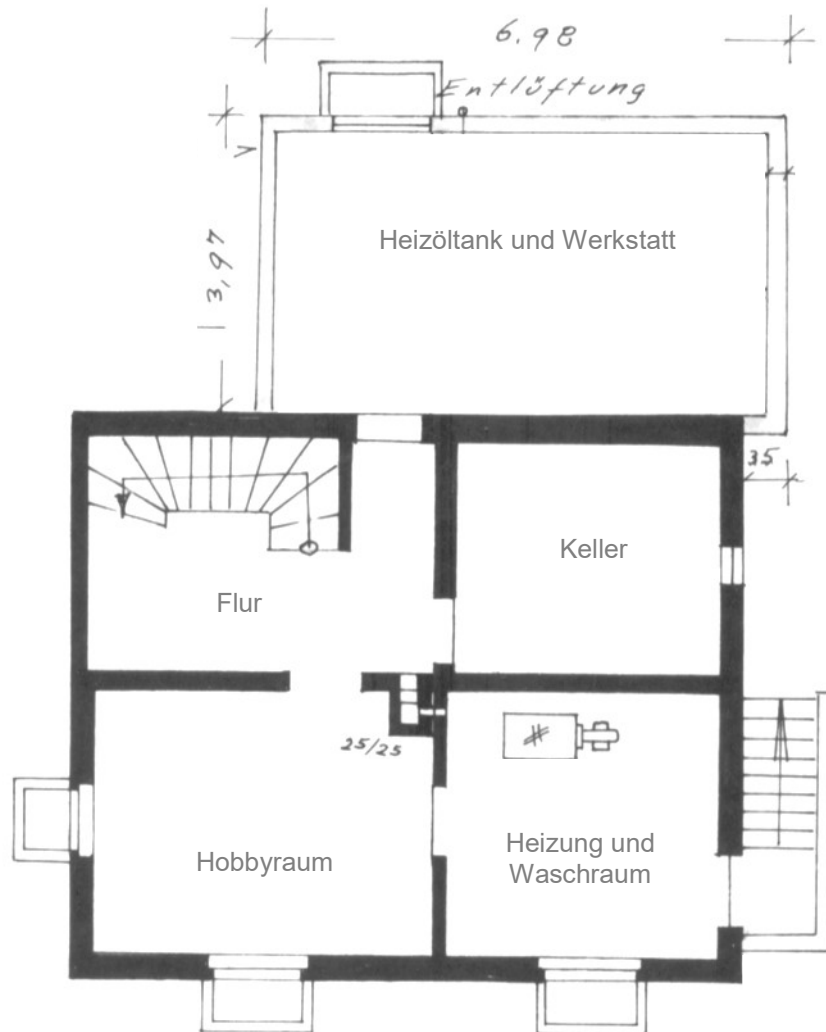 6.98
Entlüftung
Heizöltank und Werkstatt
3,97
35
Keller
Flur
25/25
Hobbyraum
Heizung und
Waschraum